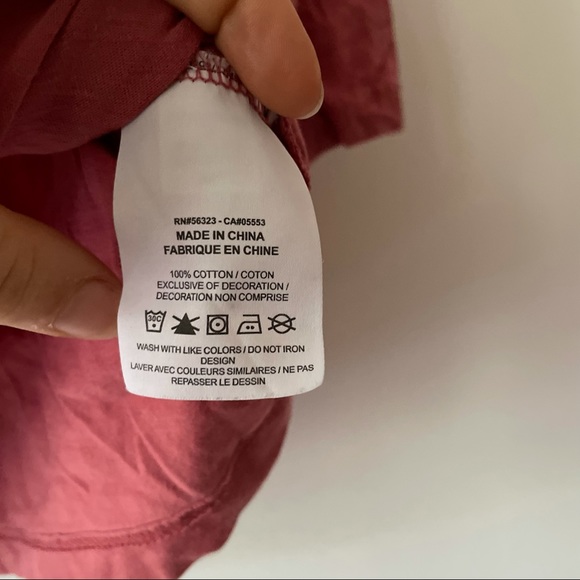 RN#56323 - CA#05553
MADE IN CHINA
FABRIQUE EN CHINE
100% COTTON / COTON
EXCLUSIVE OF DECORATION /
DECORATION NON COMPRISE
30C
WASH WITH LIKE COLORS / DO NOT IRON
DESIGN
LAVER AVEC COULEURS SIMILAIRES / NE PAS
REPASSER LE DESSIN